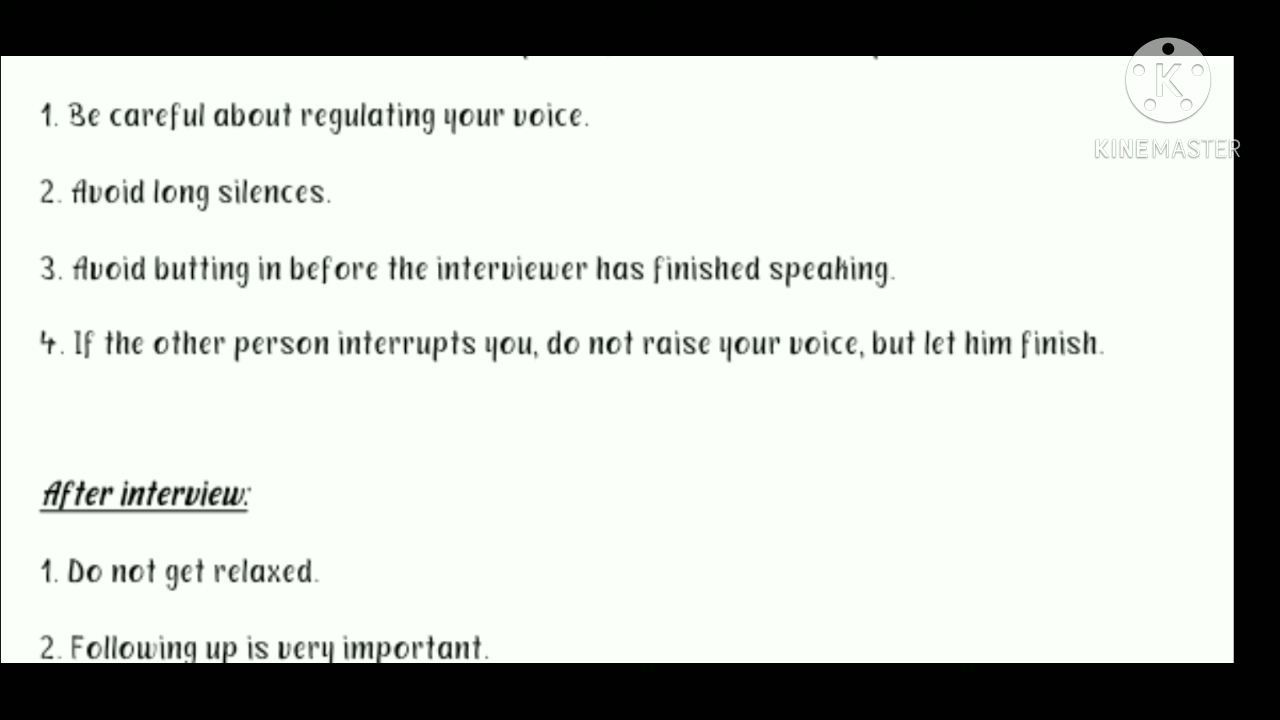 1. Be careful about regulating your voice.
KINEMASTER
2. Avoid long silences.
3. Avoid butting in before the interviewer has finished speaking.
4. If the other person interrupts you, do not raise your voice, but let him finish.
After interview:
1. Do not get relaxed.
2. Following up is very important.